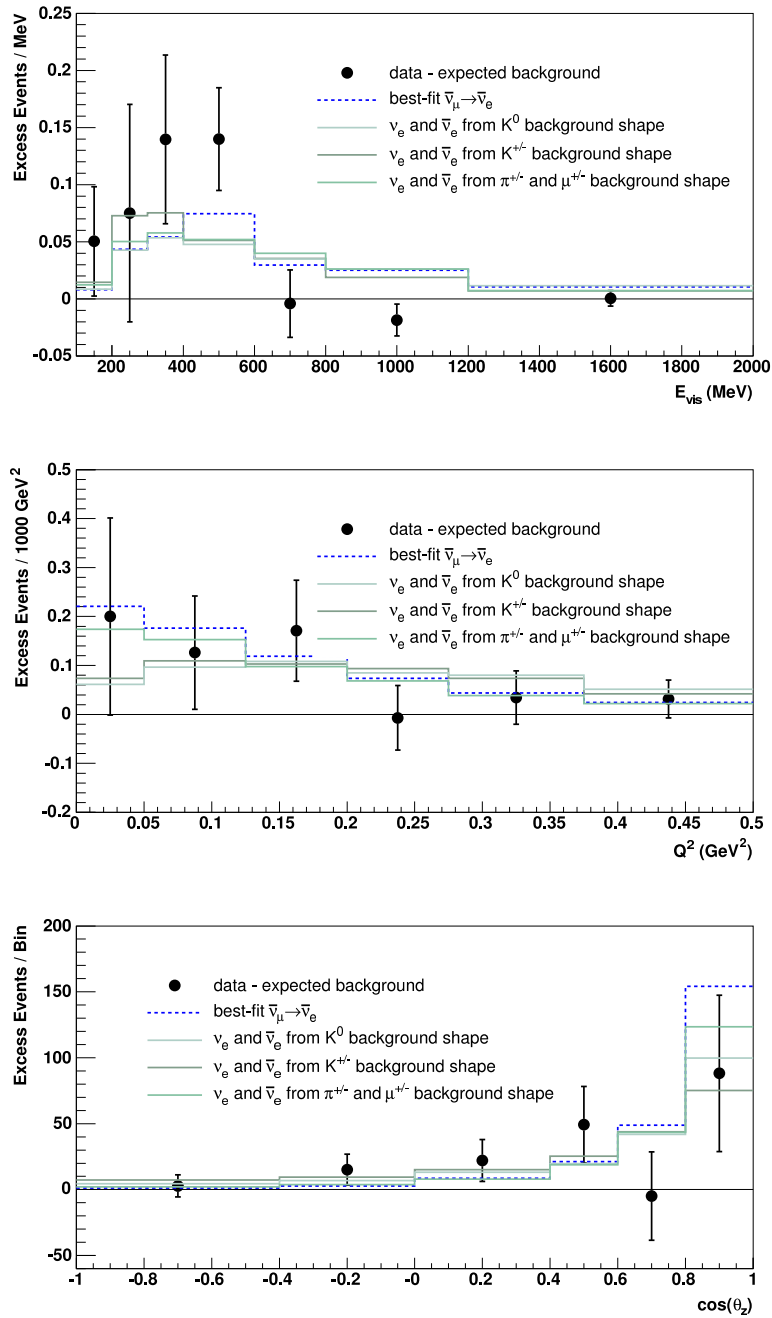 Excess Events / MeV
0.25
0.2
0.15
0.1
0.05
0
-0.05
data - expected background
best-fit ν̅μ→ν̅e
νe and ν̅e from K⁰ background shape
νe and ν̅e from K⁺/⁻ background shape
νe and ν̅e from π⁺/⁻ and μ⁺/⁻ background shape
200 400 600 800 1000 1200 1400 1600 1800 2000
Evis (MeV)
Excess Events / 1000 GeV²
0.5
0.4
0.3
0.2
0.1
0
-0.1
-0.2
data - expected background
best-fit ν̅μ→ν̅e
νe and ν̅e from K⁰ background shape
νe and ν̅e from K⁺/⁻ background shape
νe and ν̅e from π⁺/⁻ and μ⁺/⁻ background shape
0 0.05 0.1 0.15 0.2 0.25 0.3 0.35 0.4 0.45 0.5
Q² (GeV²)
Excess Events / Bin
200
150
100
50
0
-50
data - expected background
best-fit ν̅μ→ν̅e
νe and ν̅e from K⁰ background shape
νe and ν̅e from K⁺/⁻ background shape
νe and ν̅e from π⁺/⁻ and μ⁺/⁻ background shape
-1 -0.8 -0.6 -0.4 -0.2 -0 0.2 0.4 0.6 0.8 1
cos(θz)